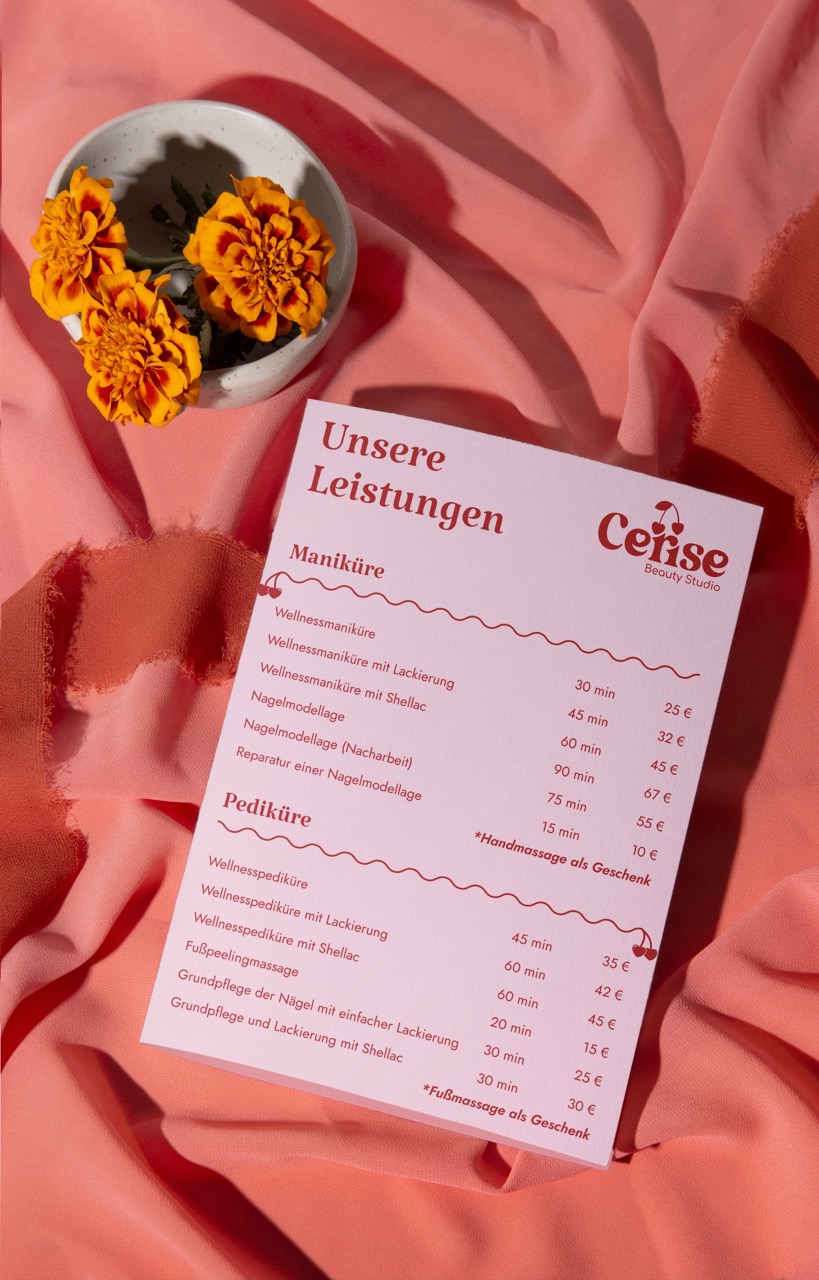 Unsere
Leistungen
Cerise
Beauty Studio
Maniküre
Wellnessmaniküre 30 min 25 €
Wellnessmaniküre mit Lackierung 45 min 32 €
Wellnessmaniküre mit Shellac 60 min 45 €
Nagelmodellage 90 min 67 €
Nagelmodellage (Nacharbeit) 75 min 55 €
Reparatur einer Nagelmodellage 15 min 10 €
*Handmassage als Geschenk
Pediküre
Wellnesspediküre 45 min 35 €
Wellnesspediküre mit Lackierung 60 min 42 €
Wellnesspediküre mit Shellac 60 min 45 €
Fußpeelingmassage 20 min 15 €
Grundpflege der Nägel mit einfacher Lackierung 30 min 25 €
Grundpflege und Lackierung mit Shellac 30 min 30 €
*Fußmassage als Geschenk